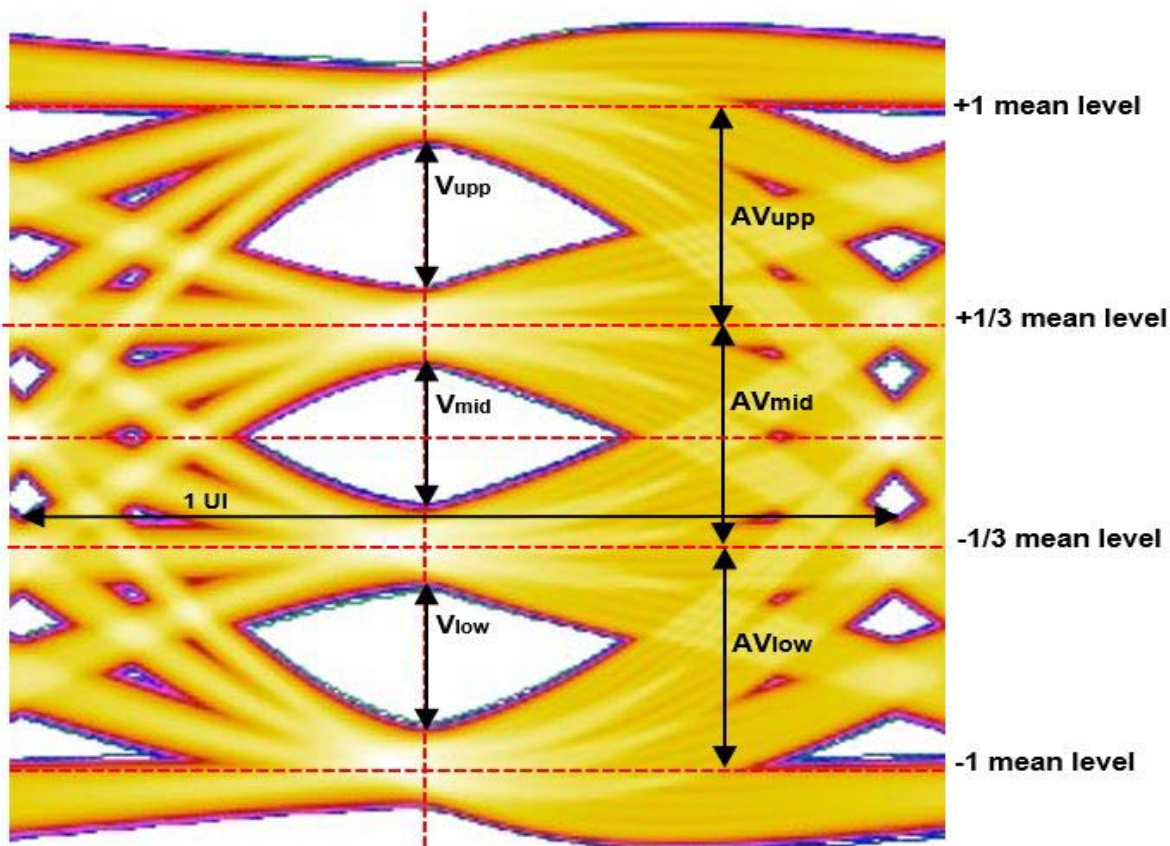 +1 mean level
Vupp
AVupp
+1/3 mean level
Vmid
AVmid
1 UI
-1/3 mean level
Vlow
AVlow
-1 mean level